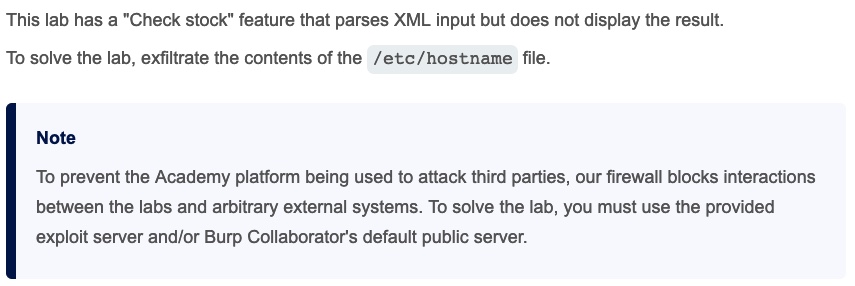 This lab has a "Check stock" feature that parses XML input but does not display the result.
To solve the lab, exfiltrate the contents of the /etc/hostname file.
Note
To prevent the Academy platform being used to attack third parties, our firewall blocks interactions
between the labs and arbitrary external systems. To solve the lab, you must use the provided
exploit server and/or Burp Collaborator's default public server.